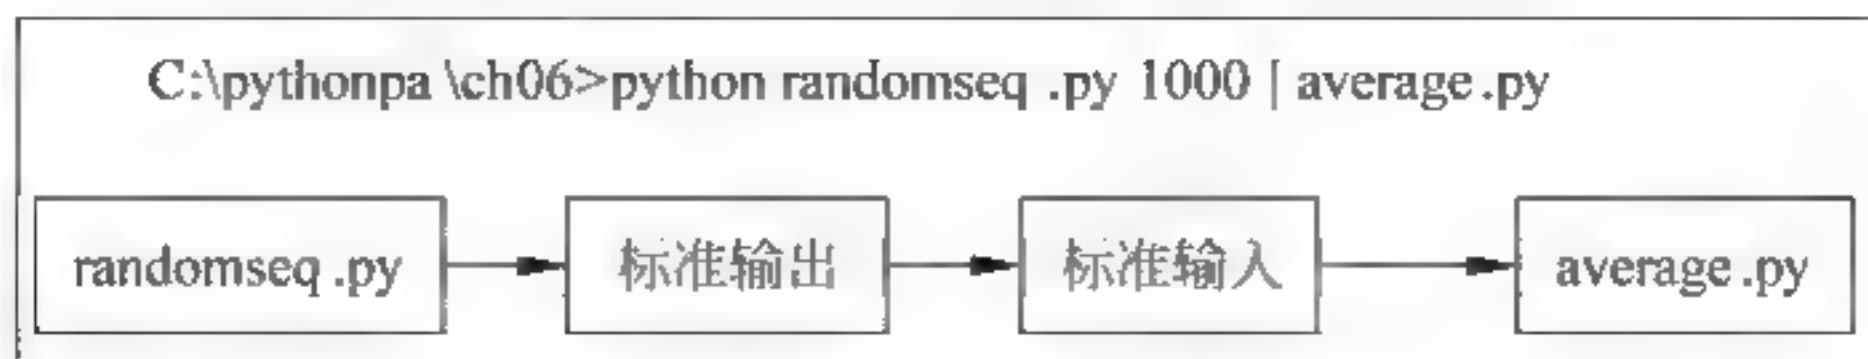 C:\pythonpa \ch06>python randomseq .py 1000 | average.py
randomseq .py
标准输出
标准输入
average.py